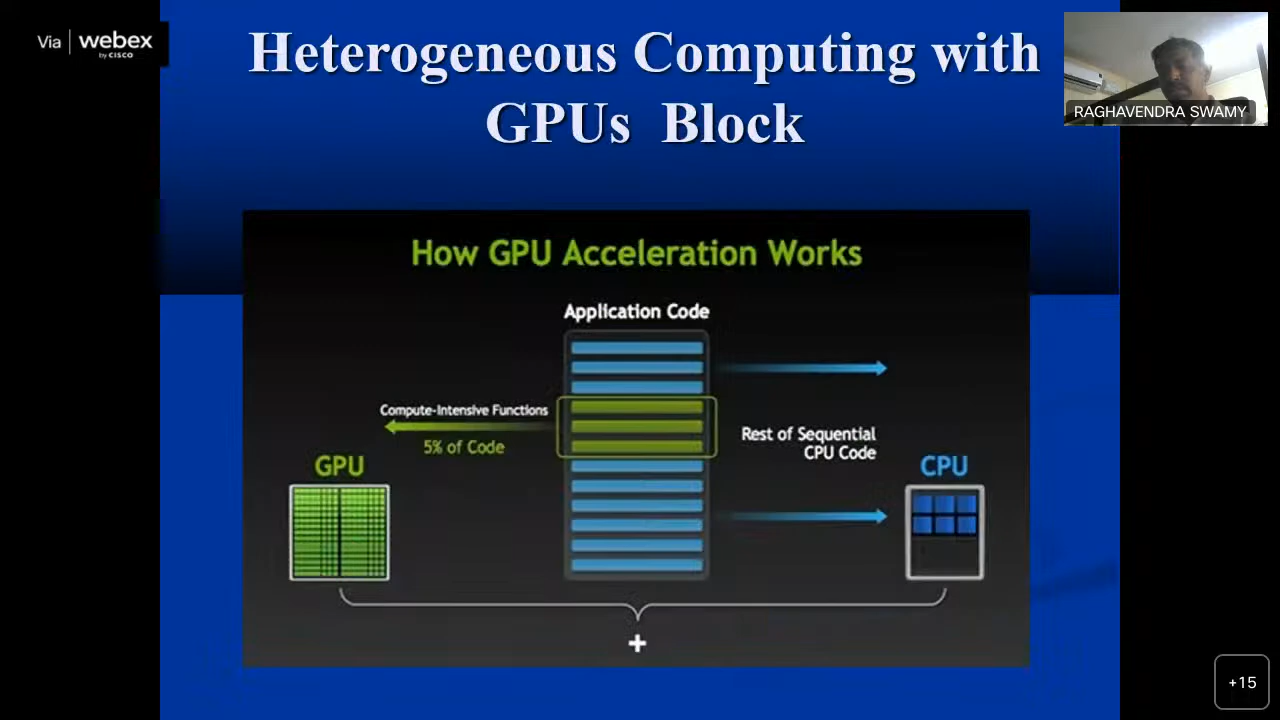 Via webex
by CISCO
Heterogeneous Computing with
GPUs Block
RAGHAVENDRA SWAMY
How GPU Acceleration Works
Application Code
Compute-Intensive Functions
5% of Code
Rest of Sequential
CPU Code
GPU
CPU
+
+15